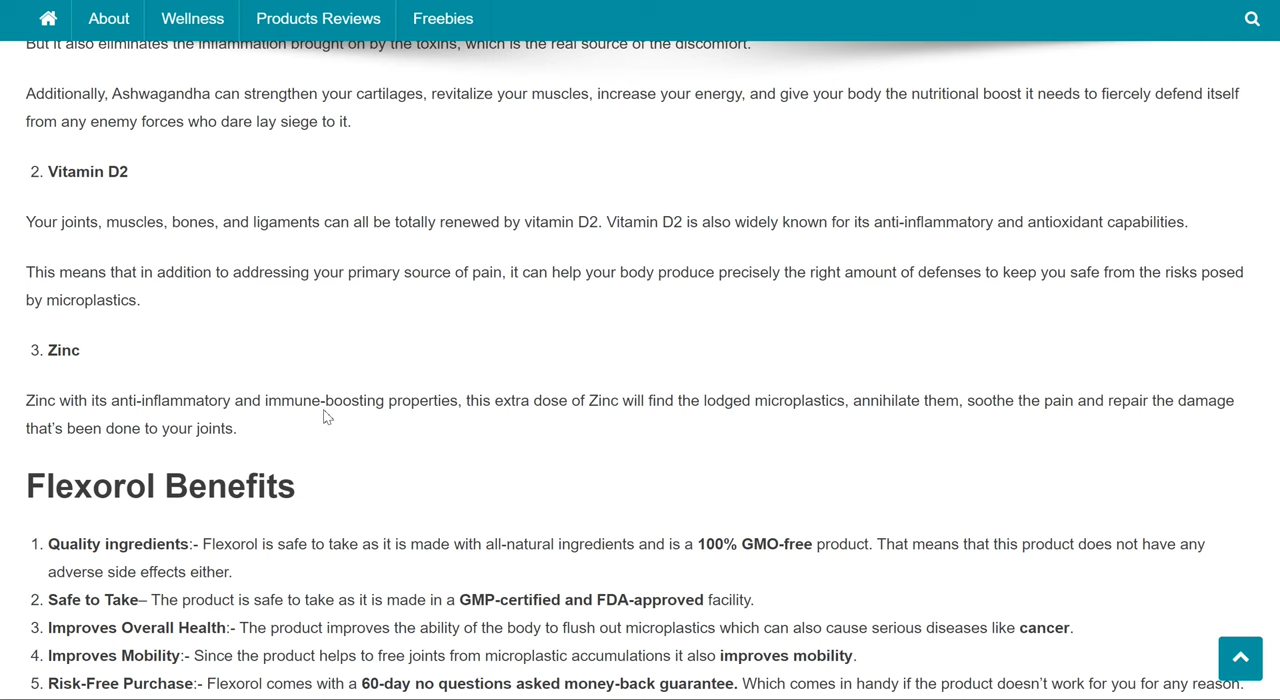 About Wellness Products Reviews Freebies
But it also eliminates the inflammation brought on by the toxins, which is the real source of the discomfort.
Additionally, Ashwagandha can strengthen your cartilages, revitalize your muscles, increase your energy, and give your body the nutritional boost it needs to fiercely defend itself
from any enemy forces who dare lay siege to it.
2. Vitamin D2
Your joints, muscles, bones, and ligaments can all be totally renewed by vitamin D2. Vitamin D2 is also widely known for its anti-inflammatory and antioxidant capabilities.
This means that in addition to addressing your primary source of pain, it can help your body produce precisely the right amount of defenses to keep you safe from the risks posed
by microplastics.
3. Zinc
Zinc with its anti-inflammatory and immune-boosting properties, this extra dose of Zinc will find the lodged microplastics, annihilate them, soothe the pain and repair the damage
that’s been done to your joints.
Flexorol Benefits
1. Quality ingredients:- Flexorol is safe to take as it is made with all-natural ingredients and is a 100% GMO-free product. That means that this product does not have any
adverse side effects either.
2. Safe to Take– The product is safe to take as it is made in a GMP-certified and FDA-approved facility.
3. Improves Overall Health:- The product improves the ability of the body to flush out microplastics which can also cause serious diseases like cancer.
4. Improves Mobility:- Since the product helps to free joints from microplastic accumulations it also improves mobility.
5. Risk-Free Purchase:- Flexorol comes with a 60-day no questions asked money-back guarantee. Which comes in handy if the product doesn’t work for you for any reason.